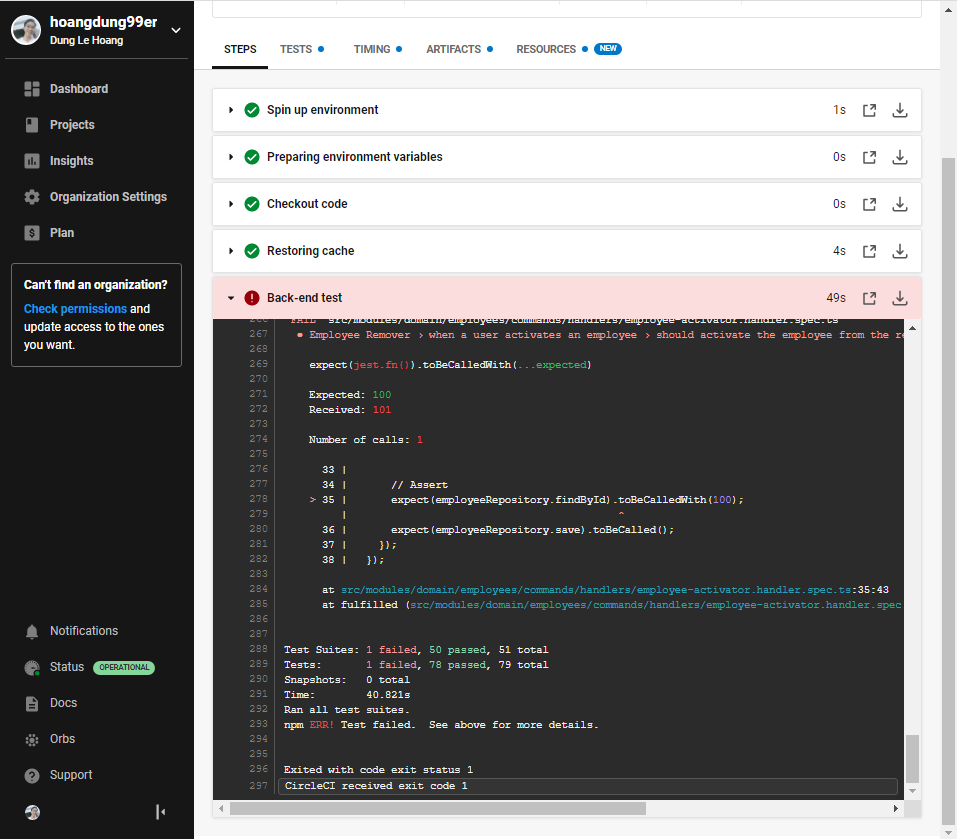 hoangdung99er
Dung Le Hoang
Dashboard
Projects
Insights
Organization Settings
$ Plan
Can't find an organization?
Check permissions and
update access to the ones
you want.
Notifications
Status OPERATIONAL
Docs
Orbs
? Support
STEPS TESTS TIMING ARTIFACTS RESOURCES NEW
Spin up environment 1s
Preparing environment variables 0s
Checkout code 0s
Restoring cache 4s
! Back-end test 49s
266 FAIL src/modules/domain/employees/commands/handlers/employee-activator.handler.spec.ts
267 ● Employee Remover › when a user activates an employee › should activate the employee from the re
268
269 expect(jest.fn()).toBeCalledWith(...expected)
270
271 Expected: 100
272 Received: 101
273
274 Number of calls: 1
275
276 33 |
277 34 | // Assert
278 > 35 | expect(employeeRepository.findById).toBeCalledWith(100);
279 | ^
280 36 | expect(employeeRepository.save).toBeCalled();
281 37 | });
282 38 | });
283
284 at src/modules/domain/employees/commands/handlers/employee-activator.handler.spec.ts:35:43
285 at fulfilled (src/modules/domain/employees/commands/handlers/employee-activator.handler.spec
286
287
288 Test Suites: 1 failed, 50 passed, 51 total
289 Tests: 1 failed, 78 passed, 79 total
290 Snapshots: 0 total
291 Time: 40.821s
292 Ran all test suites.
293 npm ERR! Test failed. See above for more details.
294
295
296 Exited with code exit status 1
297 CircleCI received exit code 1